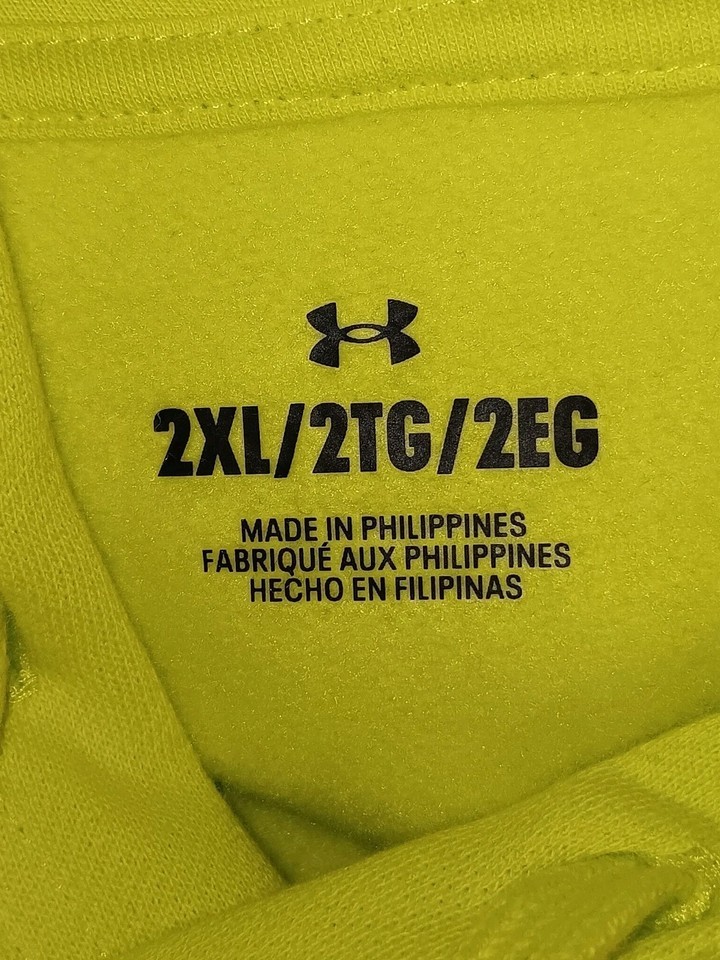 2XL/2TG/2EG
MADE IN PHILIPPINES
FABRIQUÉ AUX PHILIPPINES
HECHO EN FILIPINAS